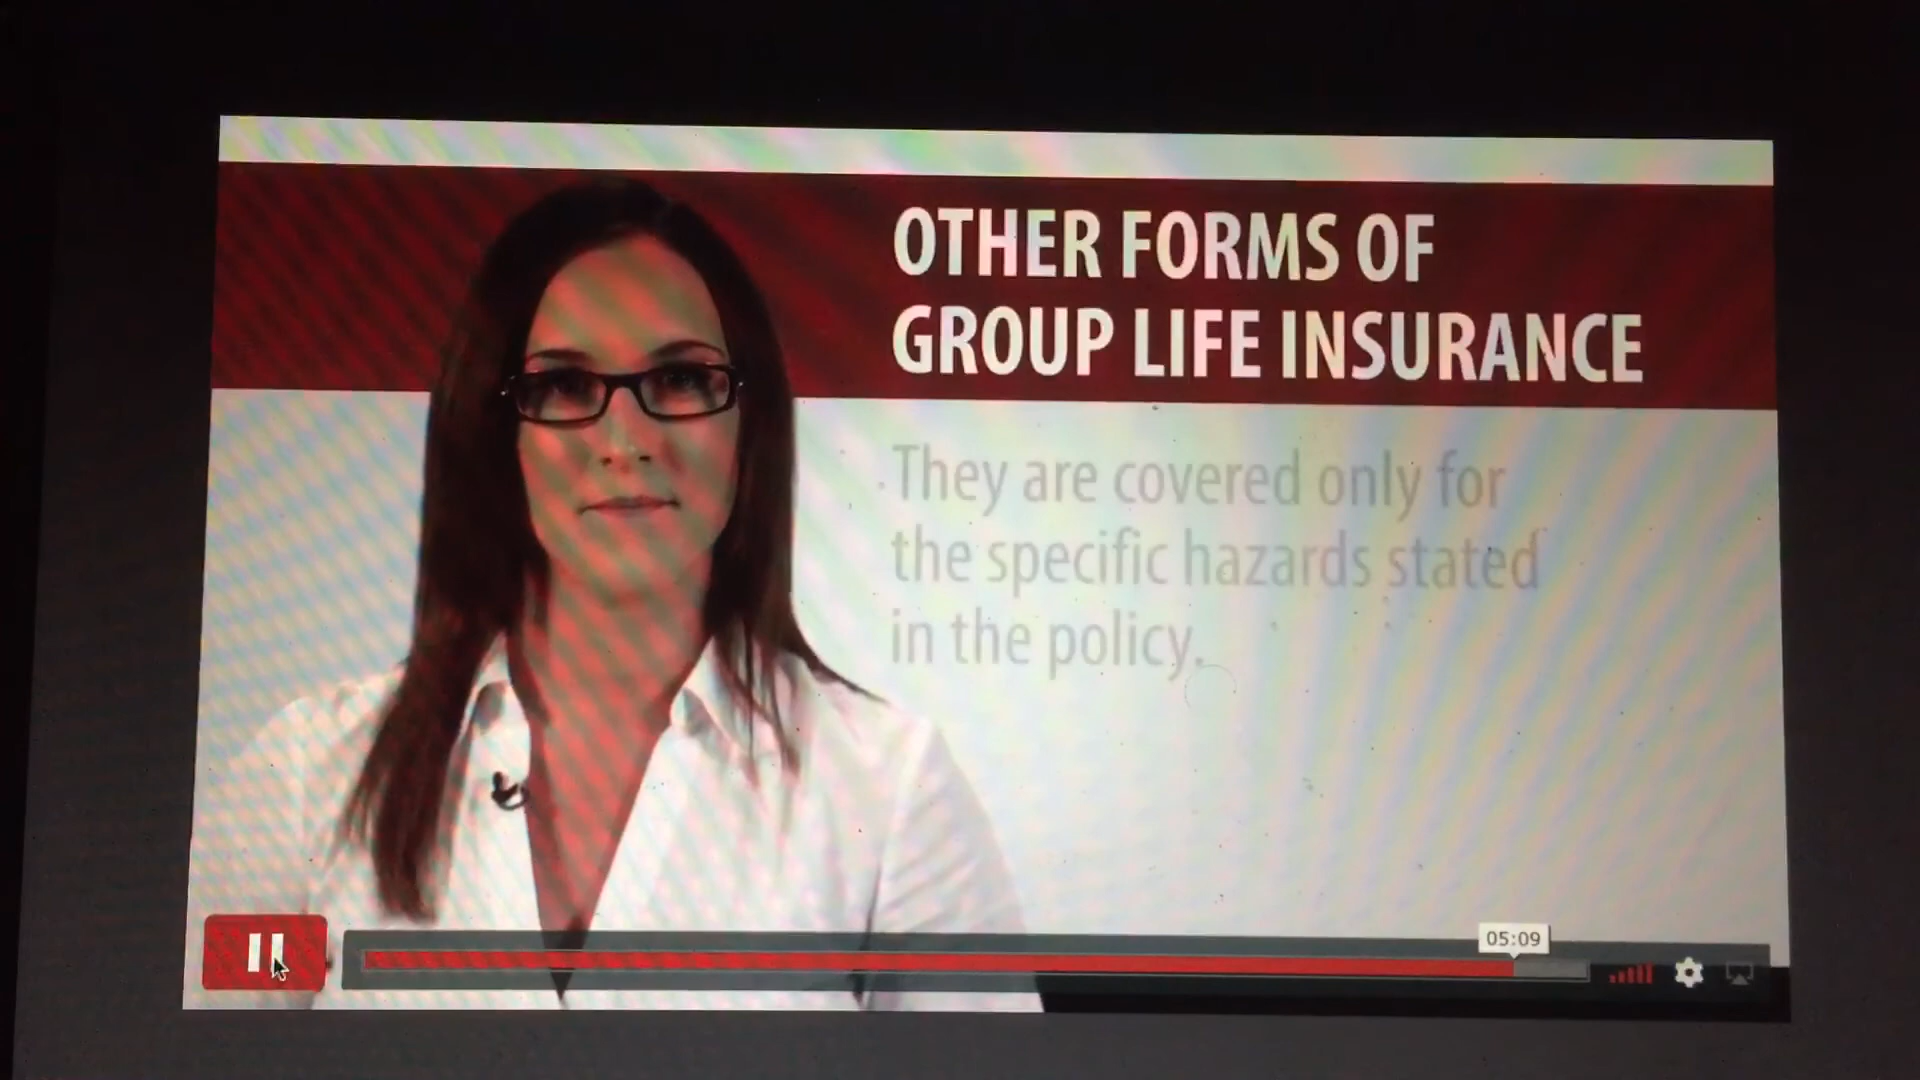 OTHER FORMS OF
GROUP LIFE INSURANCE
They are covered only for
the specific hazards stated
in the policy.
05:09